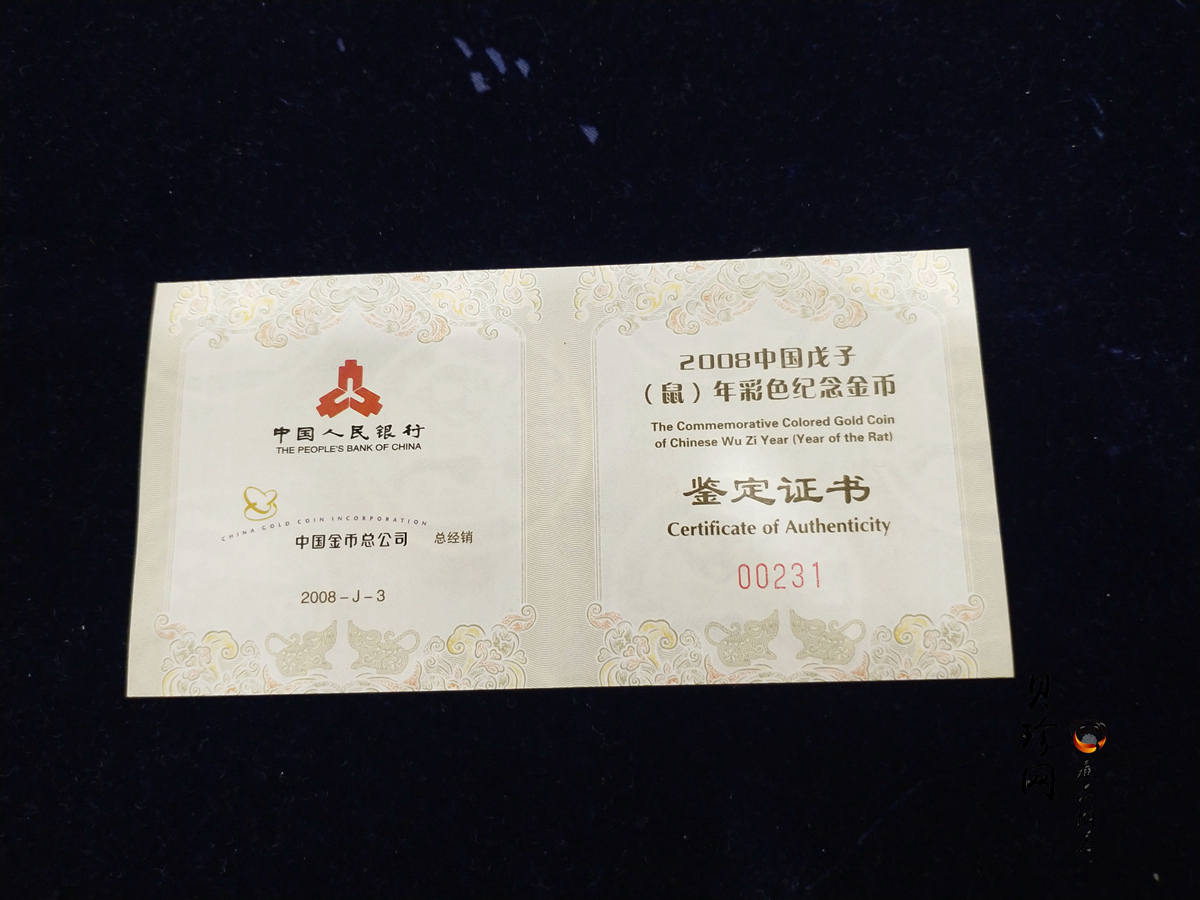 中国人民银行
THE PEOPLE'S BANK OF CHINA
CHINA GOLD COIN INCORPORATION
中国金币总公司 总经销
2008-J-3
2008中国戊子
（鼠）年彩色纪念金币
The Commemorative Colored Gold Coin
of Chinese Wu Zi Year (Year of the Rat)
鉴定证书
Certificate of Authenticity
00231
贝珍网